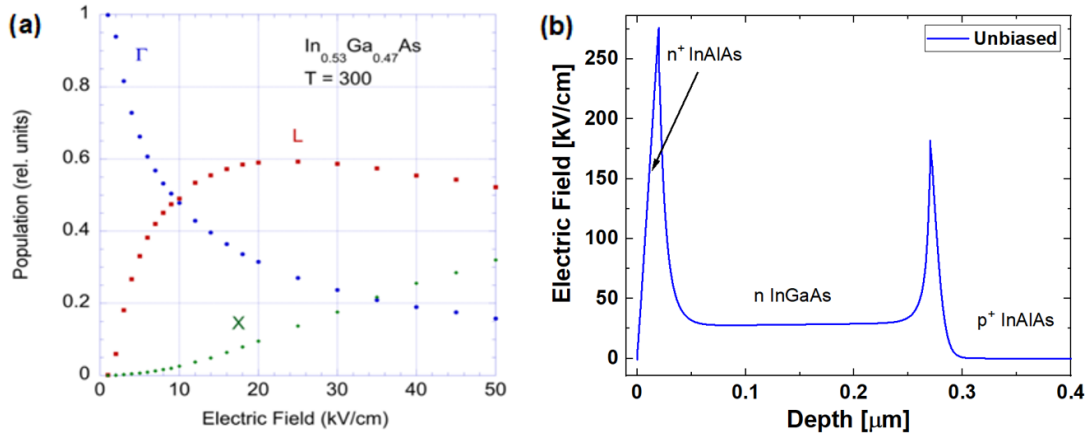 (a)
Γ
In0.53Ga0.47As
T = 300
L
X
Population (rel. units)
1
0.8
0.6
0.4
0.2
0
0
10
20
30
40
50
Electric Field (kV/cm)
(b)
Unbiased
n+ InAlAs
n InGaAs
p+ InAlAs
Electric Field [kV/cm]
250
200
150
100
50
0
0
0.1
0.2
0.3
0.4
Depth [μm]